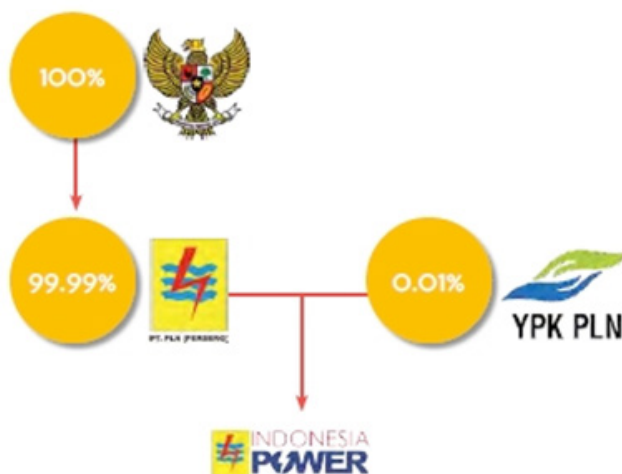 100%
99.99%
PT. PLN (PERSERO)
0.01%
YPK PLN
INDONESIA
POWER